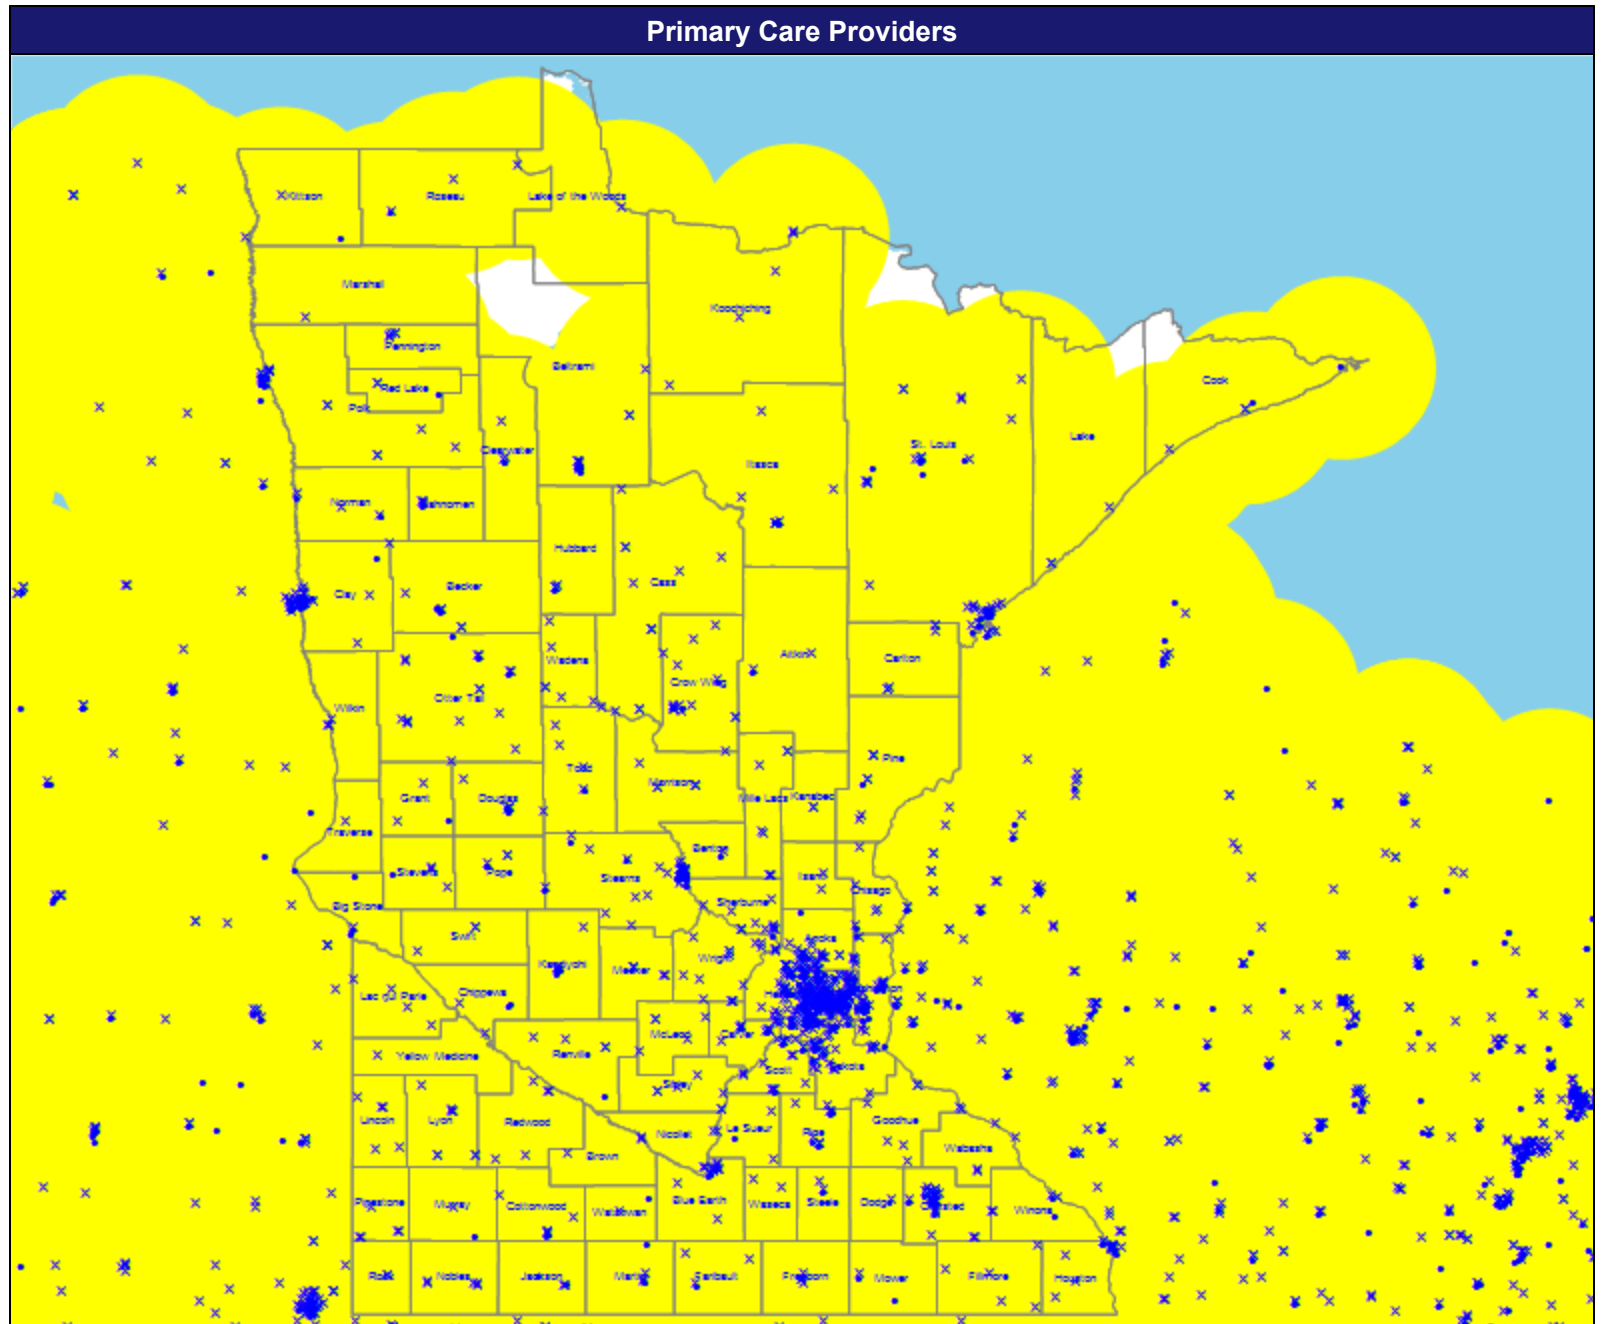 Primary Care Providers
Kittson
Roseau
Lake of the Woods
Marshall
Koochiching
Pennington
Beltrami
Red Lake
Polk
Cook
Lake
St. Louis
Clearwater
Itasca
Norman
Mahnomen
Hubbard
Cass
Clay
Becker
Wadena
Aitkin
Carlton
Crow Wing
Otter Tail
Wilkin
Pine
Todd
Morrison
Grant
Douglas
Mille Lacs
Kanabec
Traverse
Benton
Stevens
Pope
Stearns
Isanti
Chisago
Big Stone
Sherburne
Swift
Anoka
Kandiyohi
Meeker
Wright
Lac qui Parle
Chippewa
McLeod
Carver
Yellow Medicine
Renville
Scott
Dakota
Sibley
Lincoln
Lyon
Redwood
Nicollet
Le Sueur
Rice
Goodhue
Wabasha
Brown
Pipestone
Murray
Cottonwood
Watonwan
Blue Earth
Waseca
Steele
Dodge
Olmsted
Winona
Rock
Nobles
Jackson
Martin
Faribault
Freeborn
Mower
Fillmore
Houston